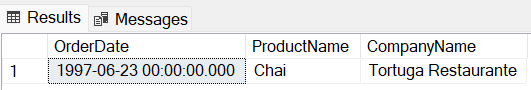 Results Messages
OrderDate ProductName CompanyName
1 1997-06-23 00:00:00.000 Chai Tortuga Restaurante